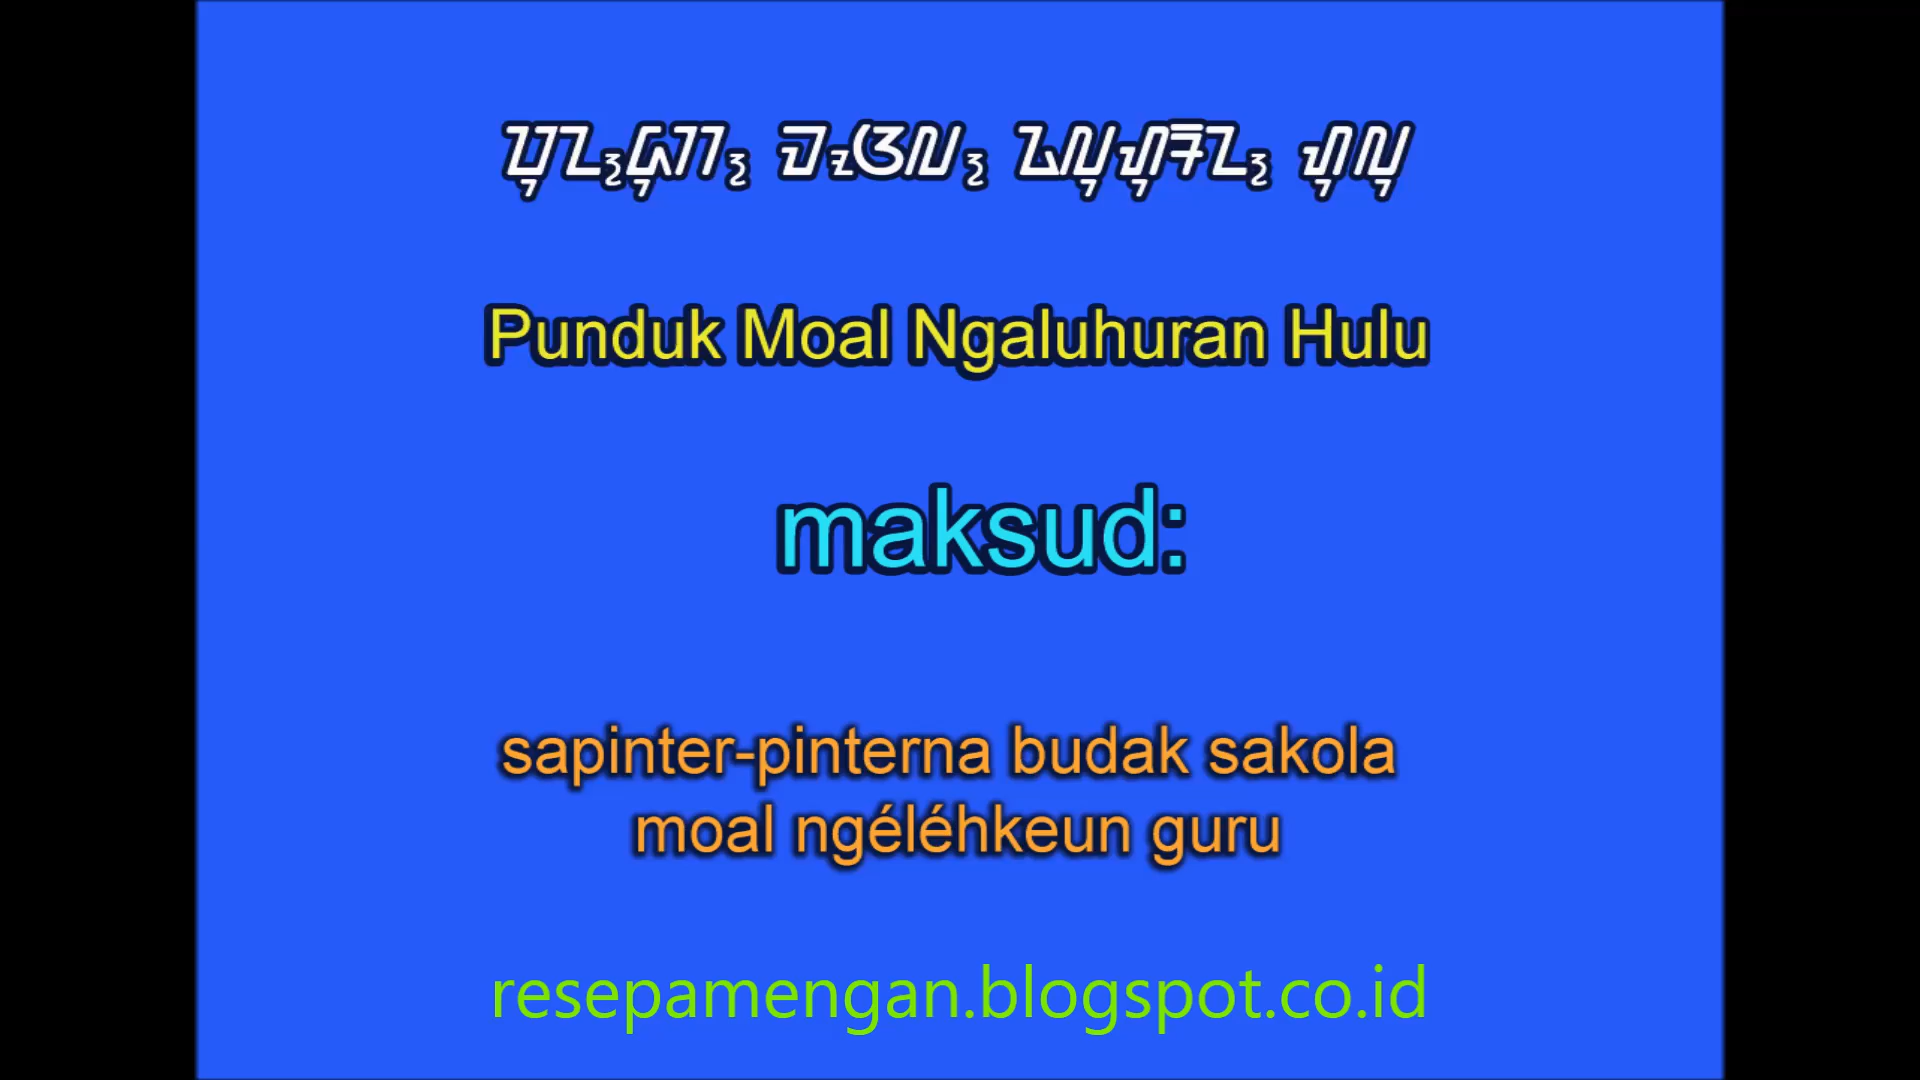 ᮕᮥᮔ᮪ᮓᮥᮊ᮪ ᮙᮧᮃᮜ᮪ ᮍᮜᮥᮠᮥᮛᮔ᮪ ᮠᮥᮜᮥ
Punduk Moal Ngaluhuran Hulu
maksud:
sapinter-pinterna budak sakola
moal ngéléhkeun guru
resepamengan.blogspot.co.id